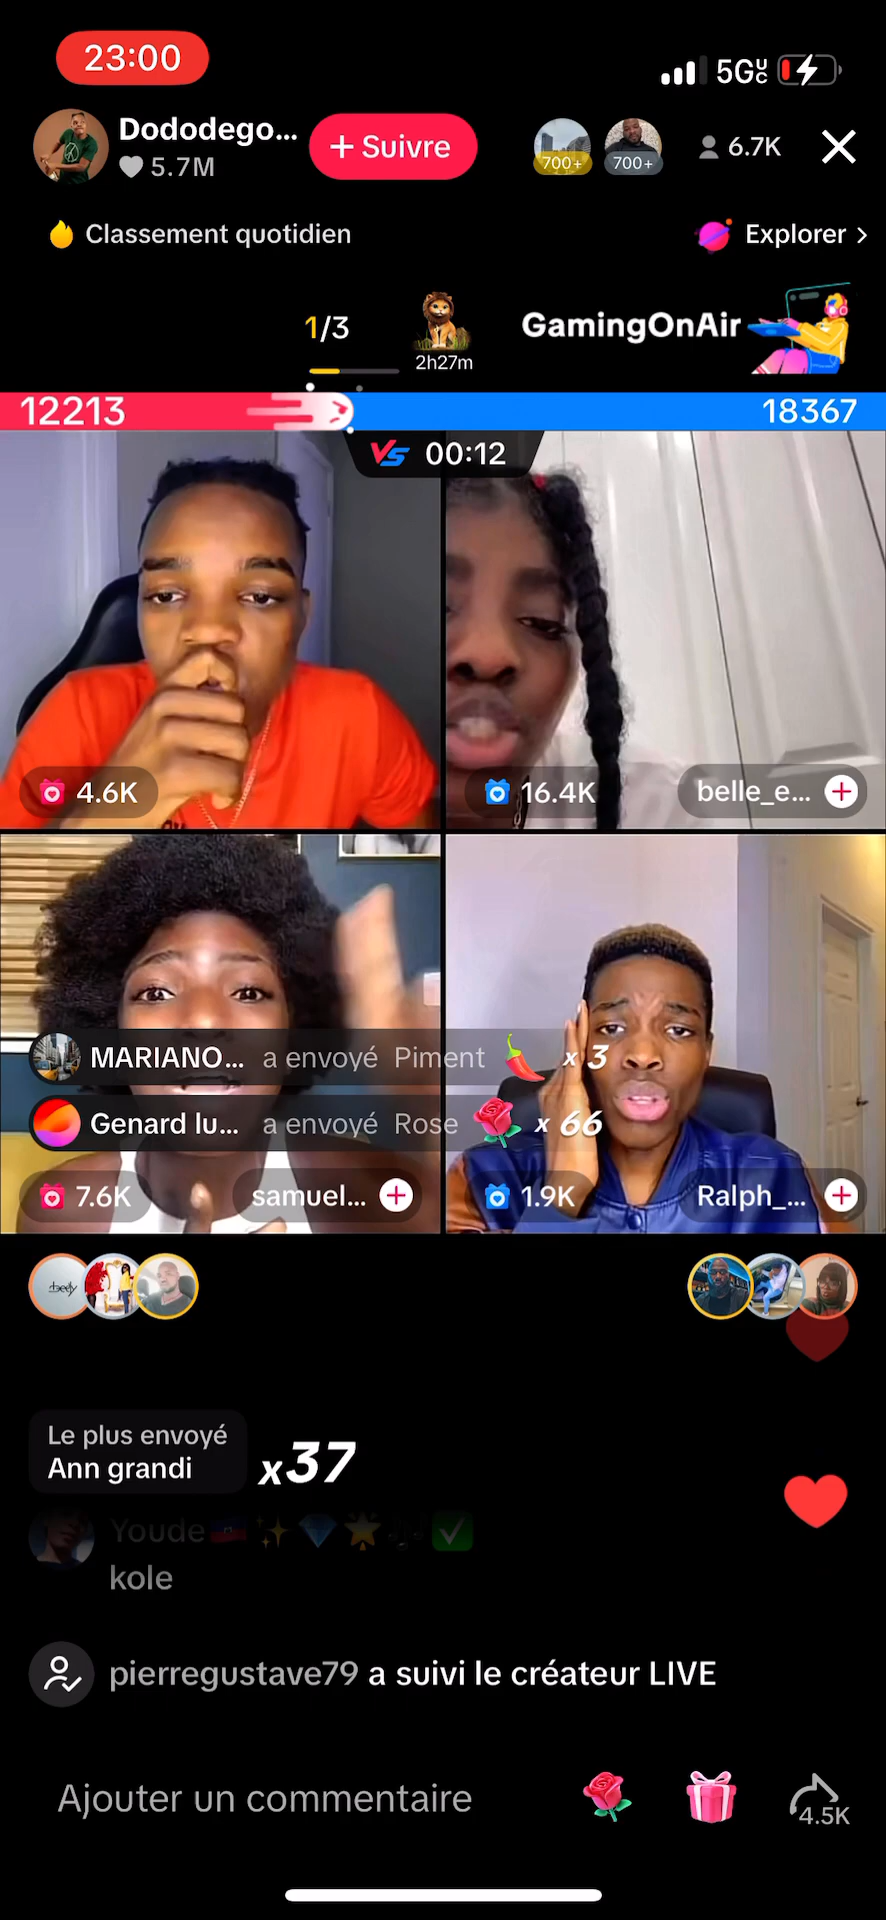 23:00
5G
Dododego...
5.7M
+ Suivre
700+
700+
6.7K
Classement quotidien
Explorer >
1/3
2h27m
GamingOnAir
12213
18367
VS 00:12
4.6K
16.4K
belle_e...
MARIANO... a envoyé Piment x 3
Genard lu... a envoyé Rose x 66
7.6K
samuel...
1.9K
Ralph_...
Le plus envoyé
Ann grandi
x37
Youde
kole
pierregustave79 a suivi le créateur LIVE
Ajouter un commentaire
4.5K